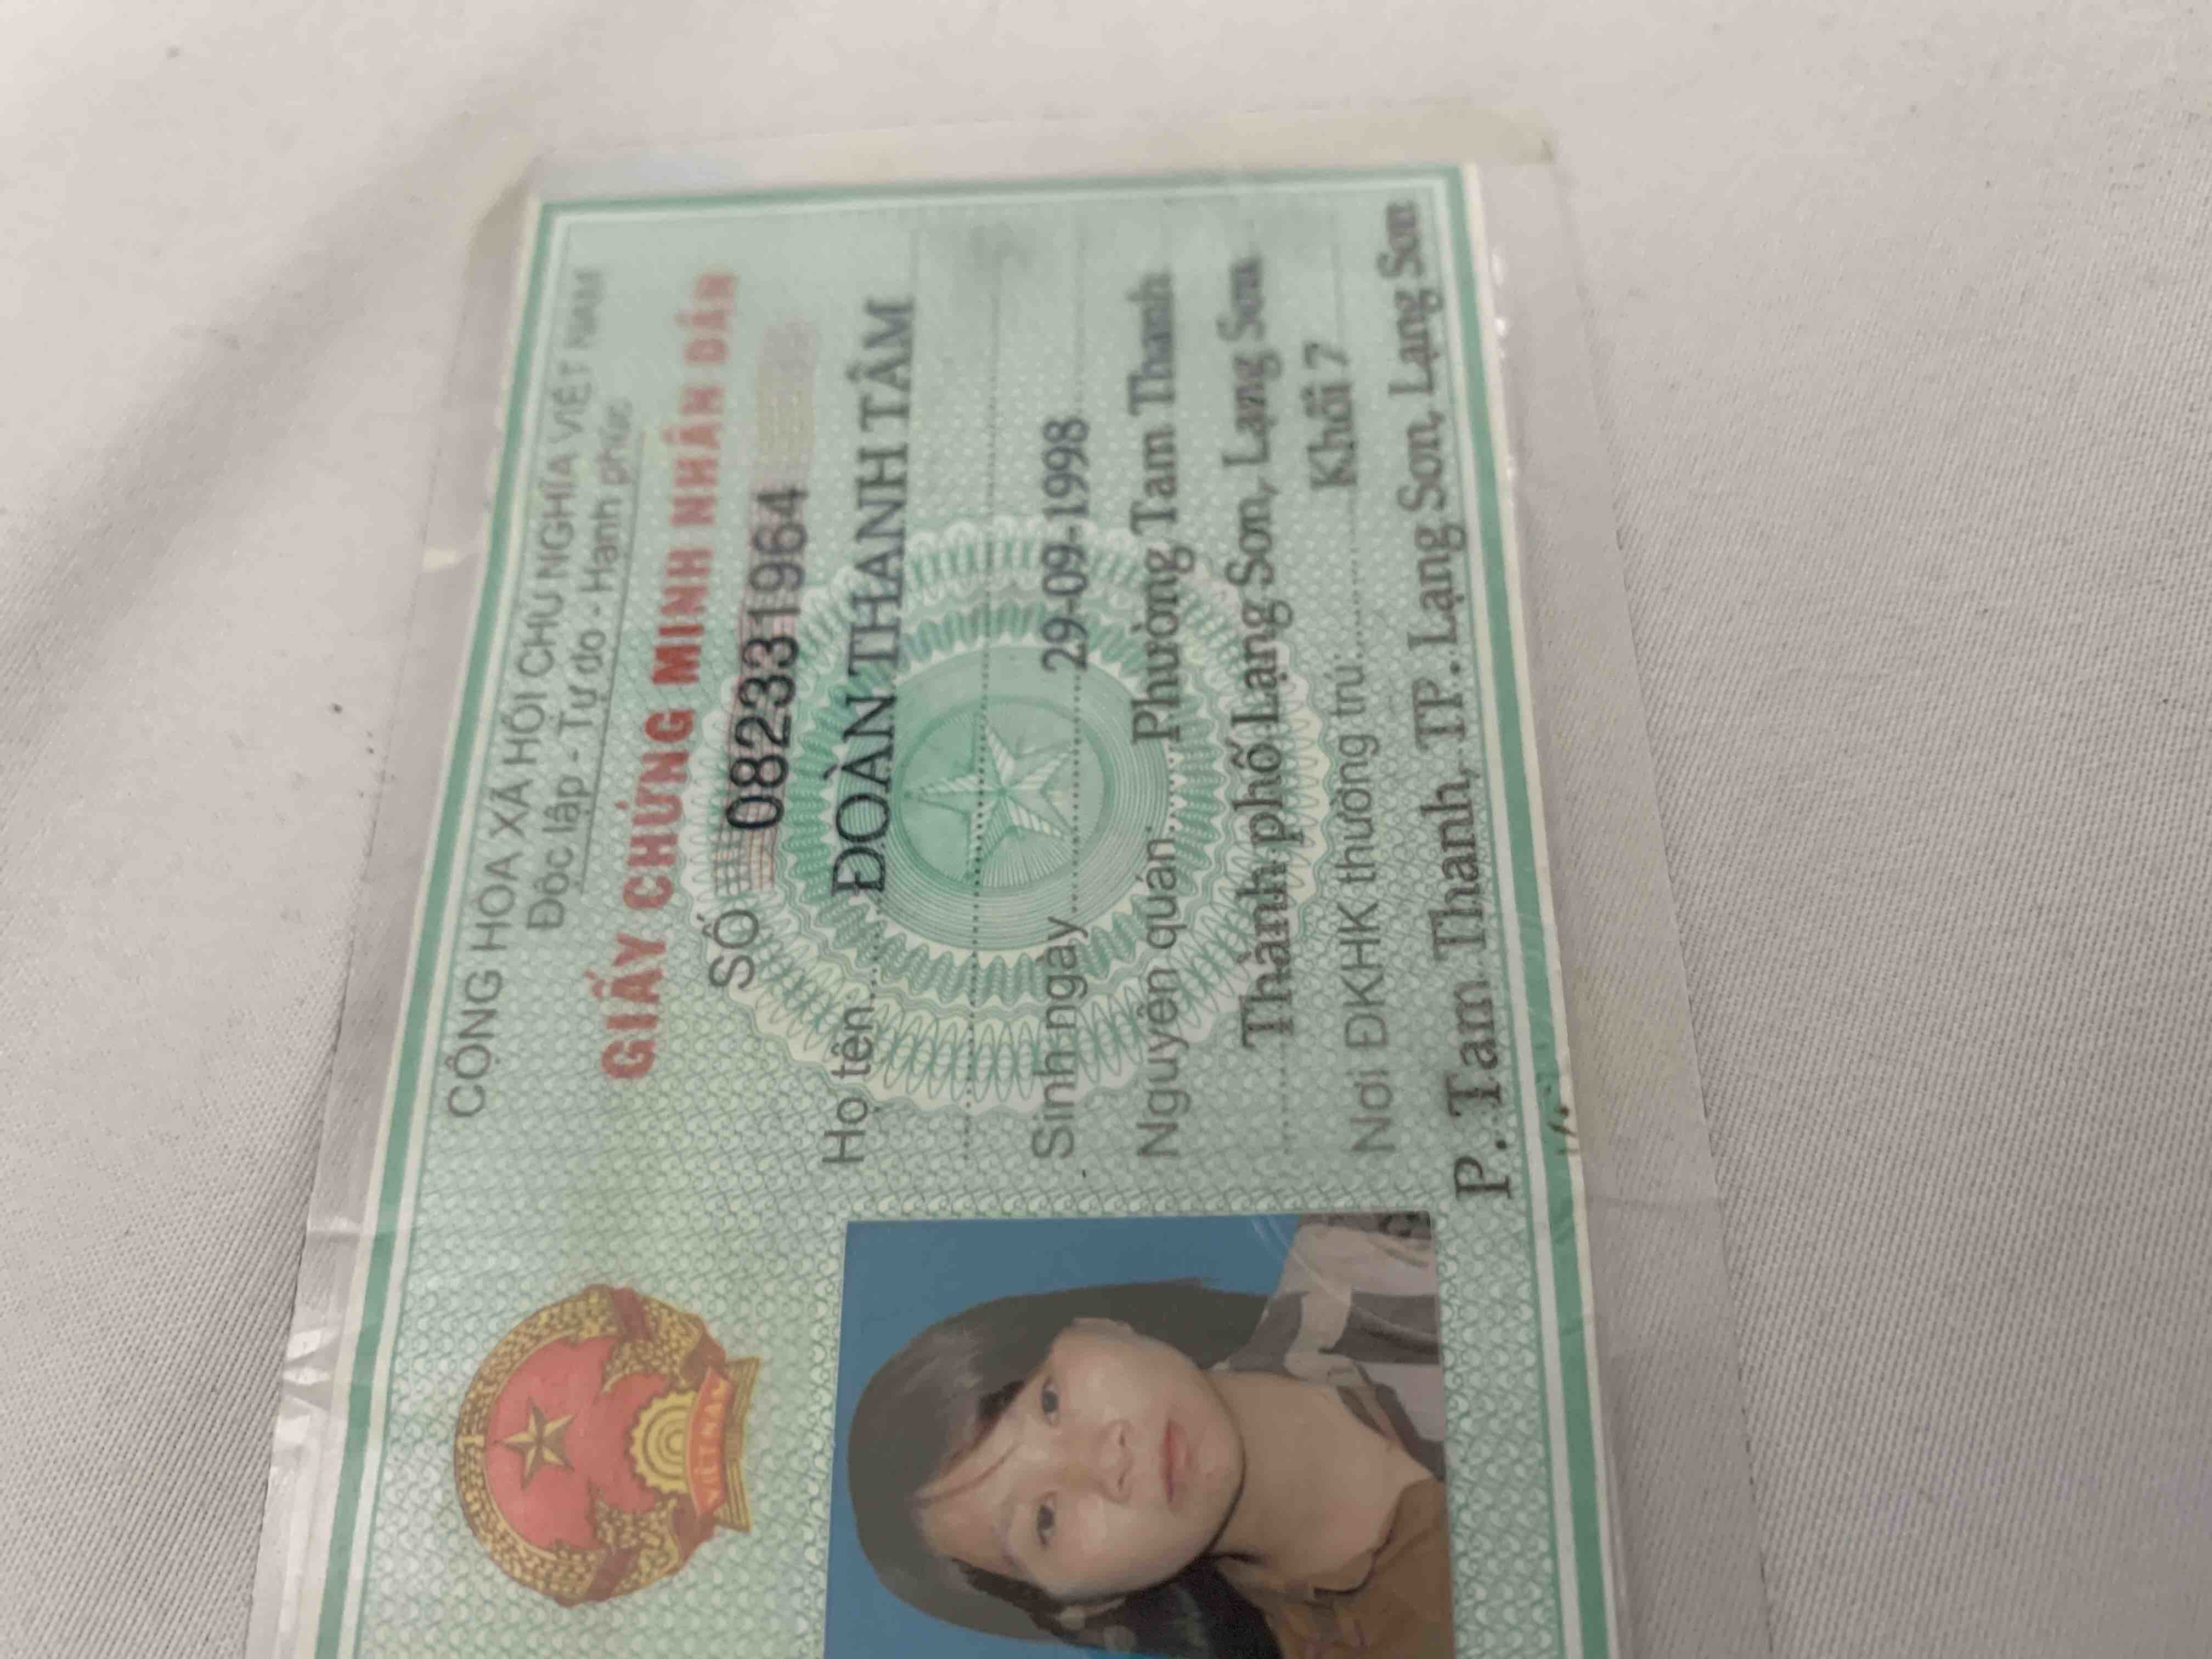 CỘNG HÒA XÃ HỘI CHỦ NGHĨA VIỆT NAM
Độc lập - Tự do - Hạnh phúc
GIẤY CHỨNG MINH NHÂN DÂN
SỐ 082331964
Họ tên: ĐOÀN THANH TÂM
Sinh ngày 29-09-1998
Nguyên quán: Phường Tam Thanh
Thành phố Lạng Sơn, Lạng Sơn
Nơi ĐKHK thường trú: Khối 7
P. Tam Thanh, TP. Lạng Sơn, Lạng Sơn
VIỆT NAM